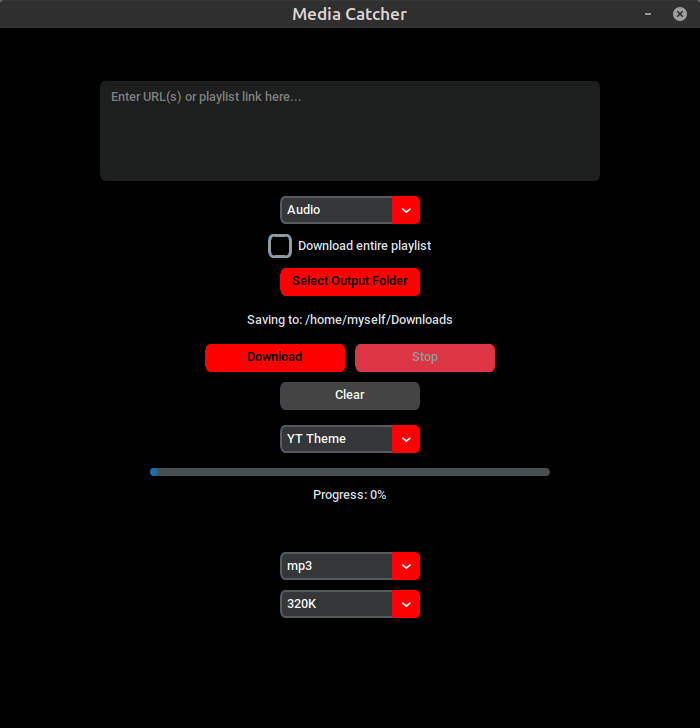 Media Catcher
Enter URL(s) or playlist link here...
Audio
Download entire playlist
Select Output Folder
Saving to: /home/myself/Downloads
Download
Stop
Clear
YT Theme
Progress: 0%
mp3
320K